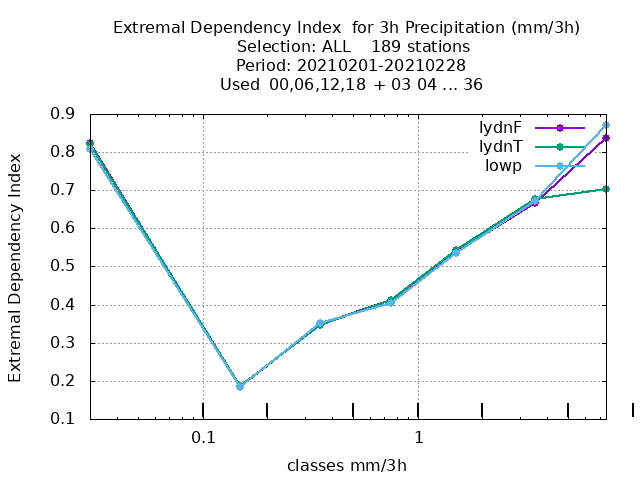 Extremal Dependency Index  for 3h Precipitation (mm/3h)
Selection: ALL    189 stations
Period: 20210201-20210228
Used  00,06,12,18  + 03 04 ... 36
lydnF
lydnT
lowp
0.9
0.8
0.7
0.6
0.5
0.4
0.3
0.2
0.1
Extremal Dependency Index
0.1 1
classes mm/3h